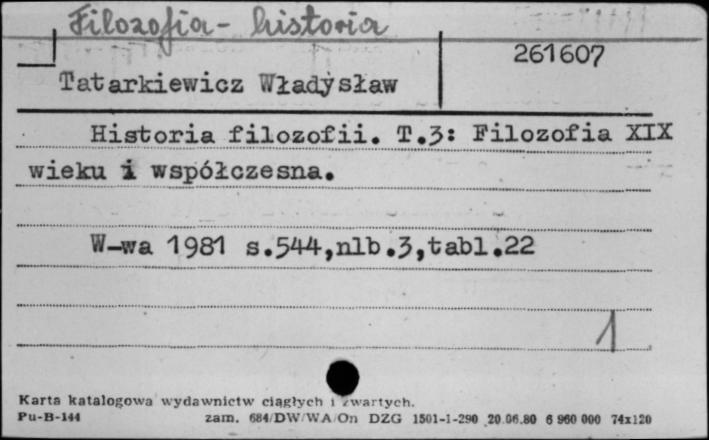 Filozofia - historia
261607
Tatarkiewicz Władysław
Historia filozofii. T.3: Filozofia XIX
wieku i współczesna.
W-wa 1981 s.544,nlb.3,tabl.22
1
Karta katalogowa wydawnictw ciągłych i zwartych.
Pu-B-144 zam. 684/DW/WA/On DZG 1501-1-290 20.06.80 6 960 000 74x120